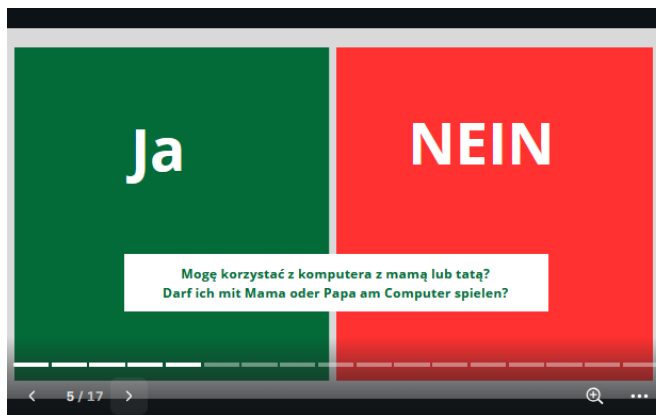 Ja
NEIN
Mogę korzystać z komputera z mamą lub tatą?
Darf ich mit Mama oder Papa am Computer spielen?
5 / 17